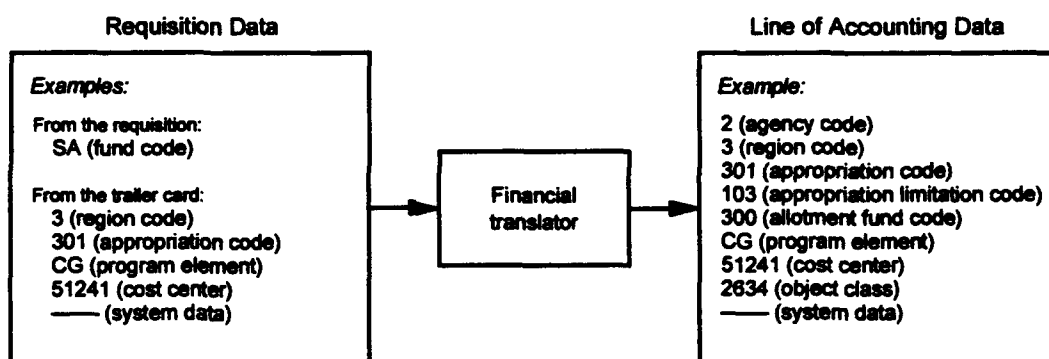 Requisition Data
Examples:
From the requisition:
SA (fund code)
From the trailer card:
3 (region code)
301 (appropriation code)
CG (program element)
51241 (cost center)
—— (system data)
Financial
translator
Line of Accounting Data
Example:
2 (agency code)
3 (region code)
301 (appropriation code)
103 (appropriation limitation code)
300 (allotment fund code)
CG (program element)
51241 (cost center)
2634 (object class)
—— (system data)